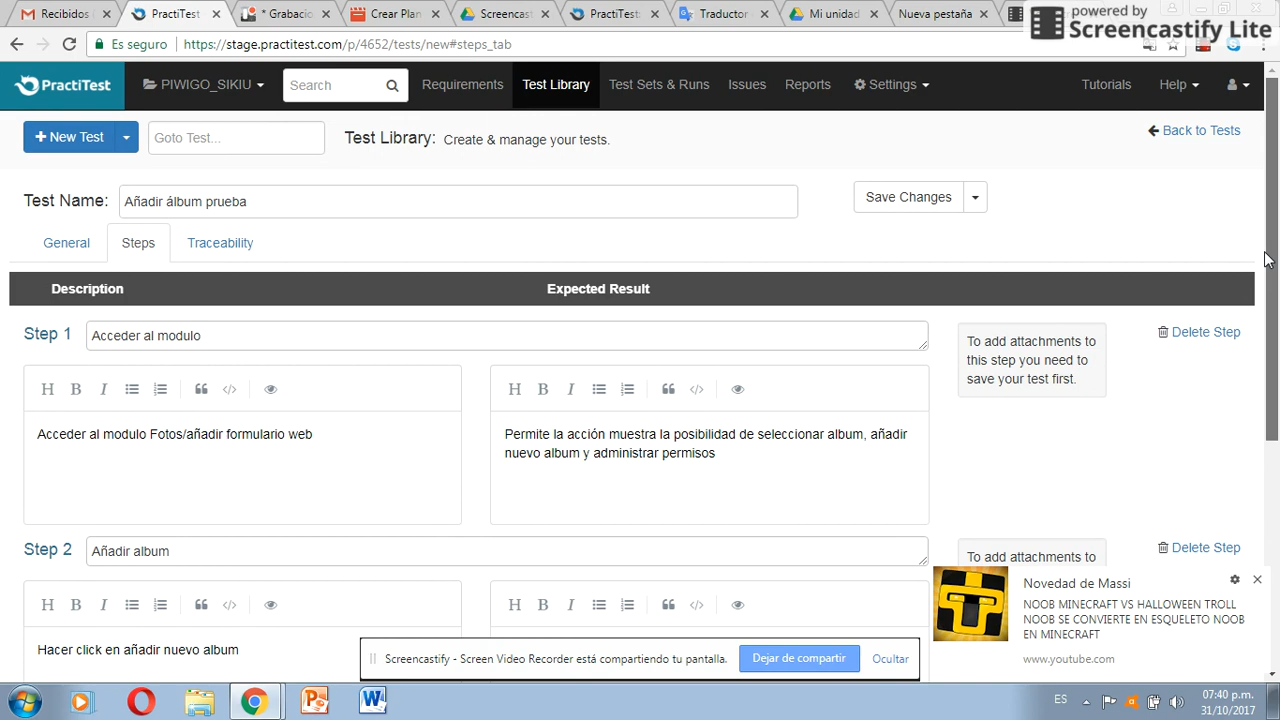 Recibidos
PractiTest
* Grabació
Crear Plan
Screencast
PractiTest
Traductor
Mi unidad
Nueva pestaña
powered by
Screencastify Lite
Es seguro
https://stage.practitest.com/p/4652/tests/new#steps_tab
PractiTest
PIWIGO_SIKIU
Search
Requirements
Test Library
Test Sets & Runs
Issues
Reports
Settings
Tutorials
Help
+ New Test
Goto Test...
Test Library: Create & manage your tests.
Back to Tests
Test Name:
Añadir álbum prueba
Save Changes
General
Steps
Traceability
Description
Expected Result
Step 1
Acceder al modulo
To add attachments to
this step you need to
save your test first.
Delete Step
H B I
H B I
Acceder al modulo Fotos/añadir formulario web
Permite la acción muestra la posibilidad de seleccionar album, añadir
nuevo album y administrar permisos
Step 2
Añadir album
To add attachments to
Delete Step
H B I
H B I
Hacer click en añadir nuevo album
Novedad de Massi
NOOB MINECRAFT VS HALLOWEEN TROLL
NOOB SE CONVIERTE EN ESQUELETO NOOB
EN MINECRAFT
www.youtube.com
Screencastify - Screen Video Recorder está compartiendo tu pantalla.
Dejar de compartir
Ocultar
ES
07:40 p.m.
31/10/2017